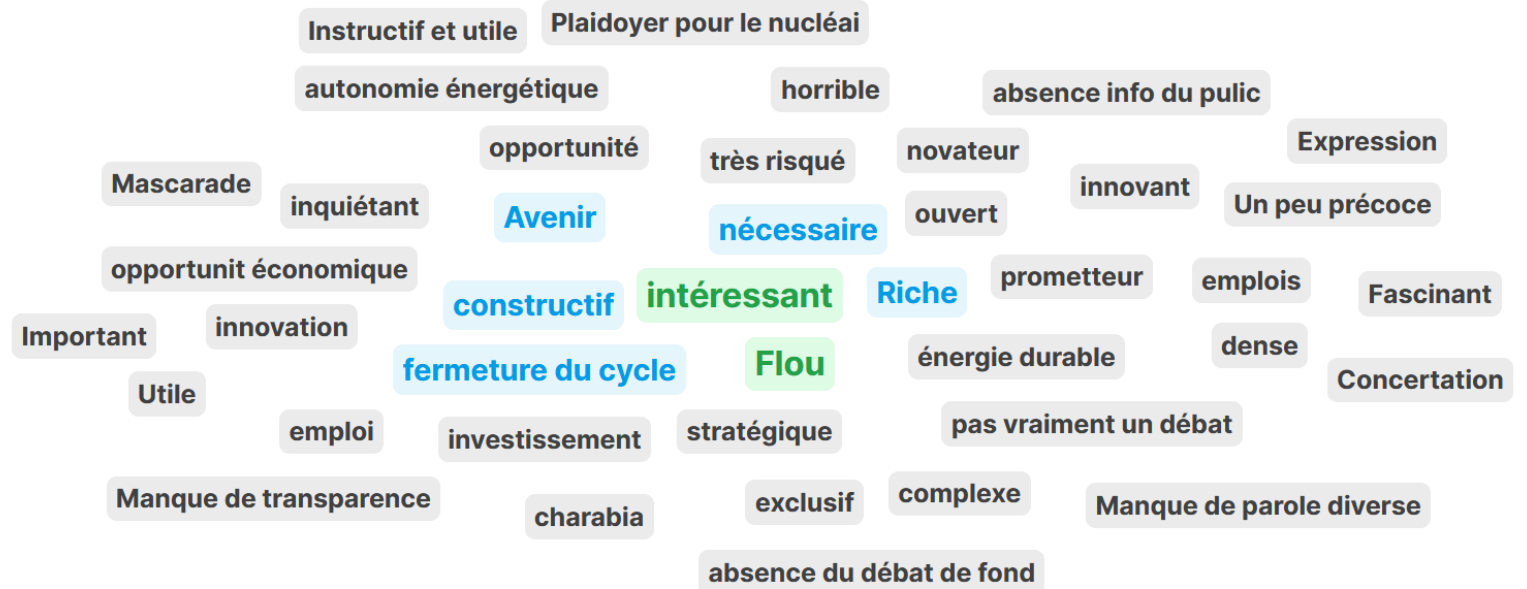 Instructif et utile
Plaidoyer pour le nucléai
autonomie énergétique
horrible
absence info du pulic
opportunité
très risqué
novateur
Expression
Mascarade
inquiétant
Avenir
nécessaire
ouvert
innovant
Un peu précoce
opportunit économique
constructif
intéressant
Riche
prometteur
emplois
Fascinant
Important
innovation
fermeture du cycle
Flou
énergie durable
dense
Concertation
Utile
emploi
investissement
stratégique
pas vraiment un débat
Manque de transparence
charabia
exclusif
complexe
Manque de parole diverse
absence du débat de fond